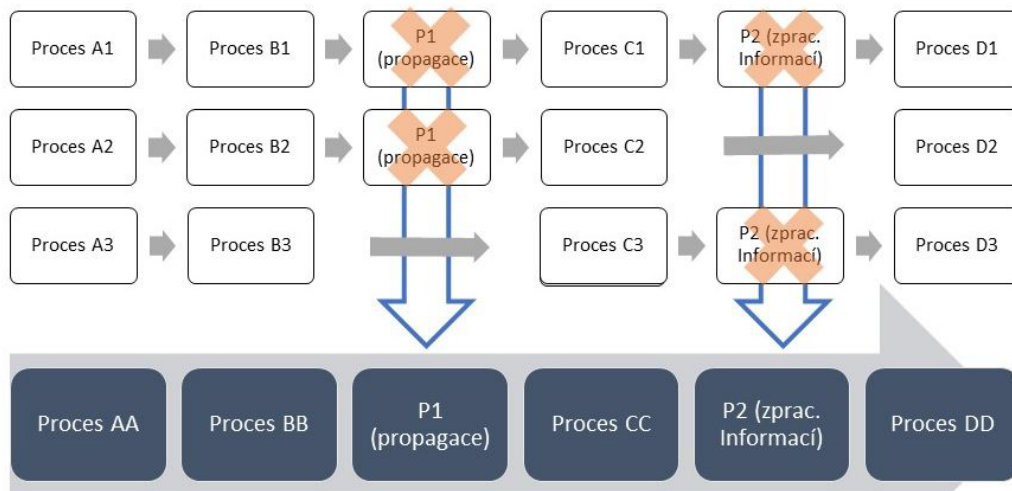 Proces A1
Proces B1
P1
(propagace)
Proces C1
P2 (zprac.
Informací)
Proces D1
Proces A2
Proces B2
P1
(propagace)
Proces C2
Proces D2
Proces A3
Proces B3
Proces C3
P2 (zprac.
Informací)
Proces D3
Proces AA
Proces BB
P1
(propagace)
Proces CC
P2 (zprac.
Informací)
Proces DD